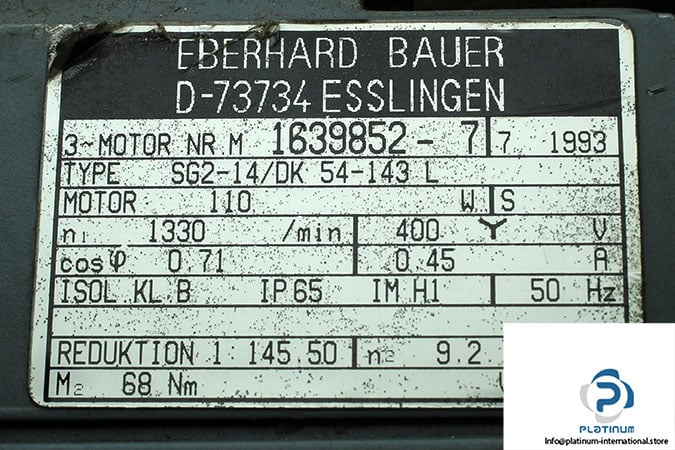 EBERHARD BAUER
D-73734 ESSLINGEN
3~MOTOR NR M 1639852-7 7 1993
TYPE SG2-14/DK 54-143 L
MOTOR 110 W S
n1 1330 /min 400 Y V
cosφ 0.71 0.45 A
ISOL KL.B IP65 IM H1 50 Hz
REDUKTION 1 : 145.50 n2 9.2
M2 68 Nm
PLATINUM
Info@platinum-international.store